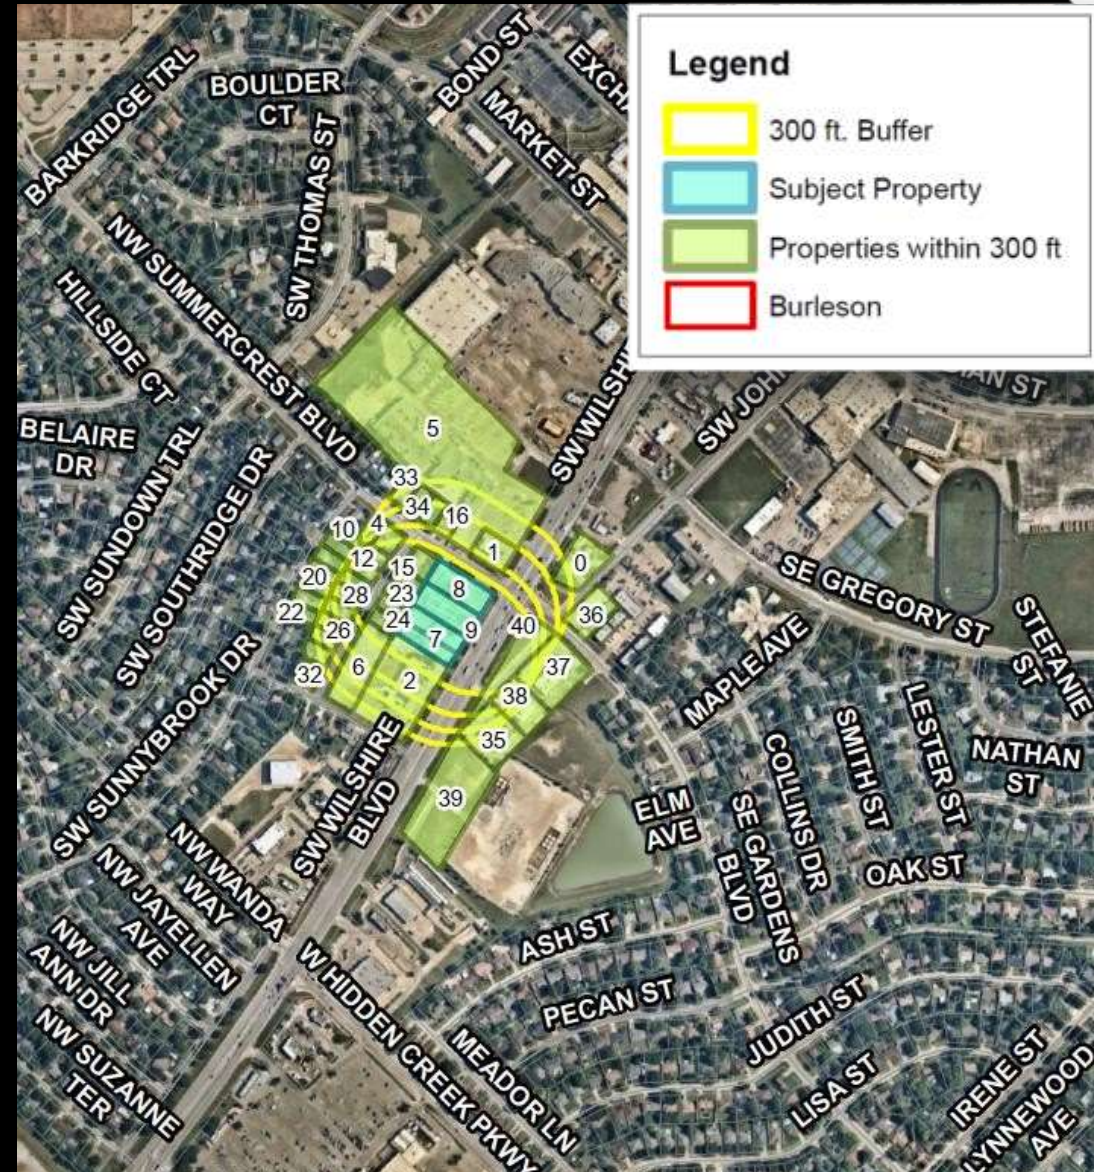 Legend
300 ft. Buffer
Subject Property
Properties within 300 ft
Burleson
BARKRIDGE TRL
BOULDER
CT
BOND ST
MARKET ST
SW THOMAS ST
NW SUMMERCREST BLVD
HILLSIDE CT
BELAIRE
DR
SW SUNDOWN TRL
SW SOUTHRIDGE DR
SW SUNNYBROOK DR
SE GREGORY ST
STEFANIE
ST
MAPLE AVE
LESTER ST
SMITH ST
COLLINS DR
NATHAN
ST
ELM
AVE
SE GARDENS
BLVD
OAK ST
SW WILSHIRE
BLVD
NW WANDA
WAY
NW JAYELLEN
AVE
NW JILL
ANN DR
NW SUZANNE
TER
W HIDDEN CREEK PKWY
ASH ST
PECAN ST
MEADOR LN
JUDITH ST
LISA ST
IRENE ST
AVE
5
33
34
16
4
10
12
15
1
0
20
28
23
8
36
22
24
26
7
9
40
6
2
37
32
38
35
39